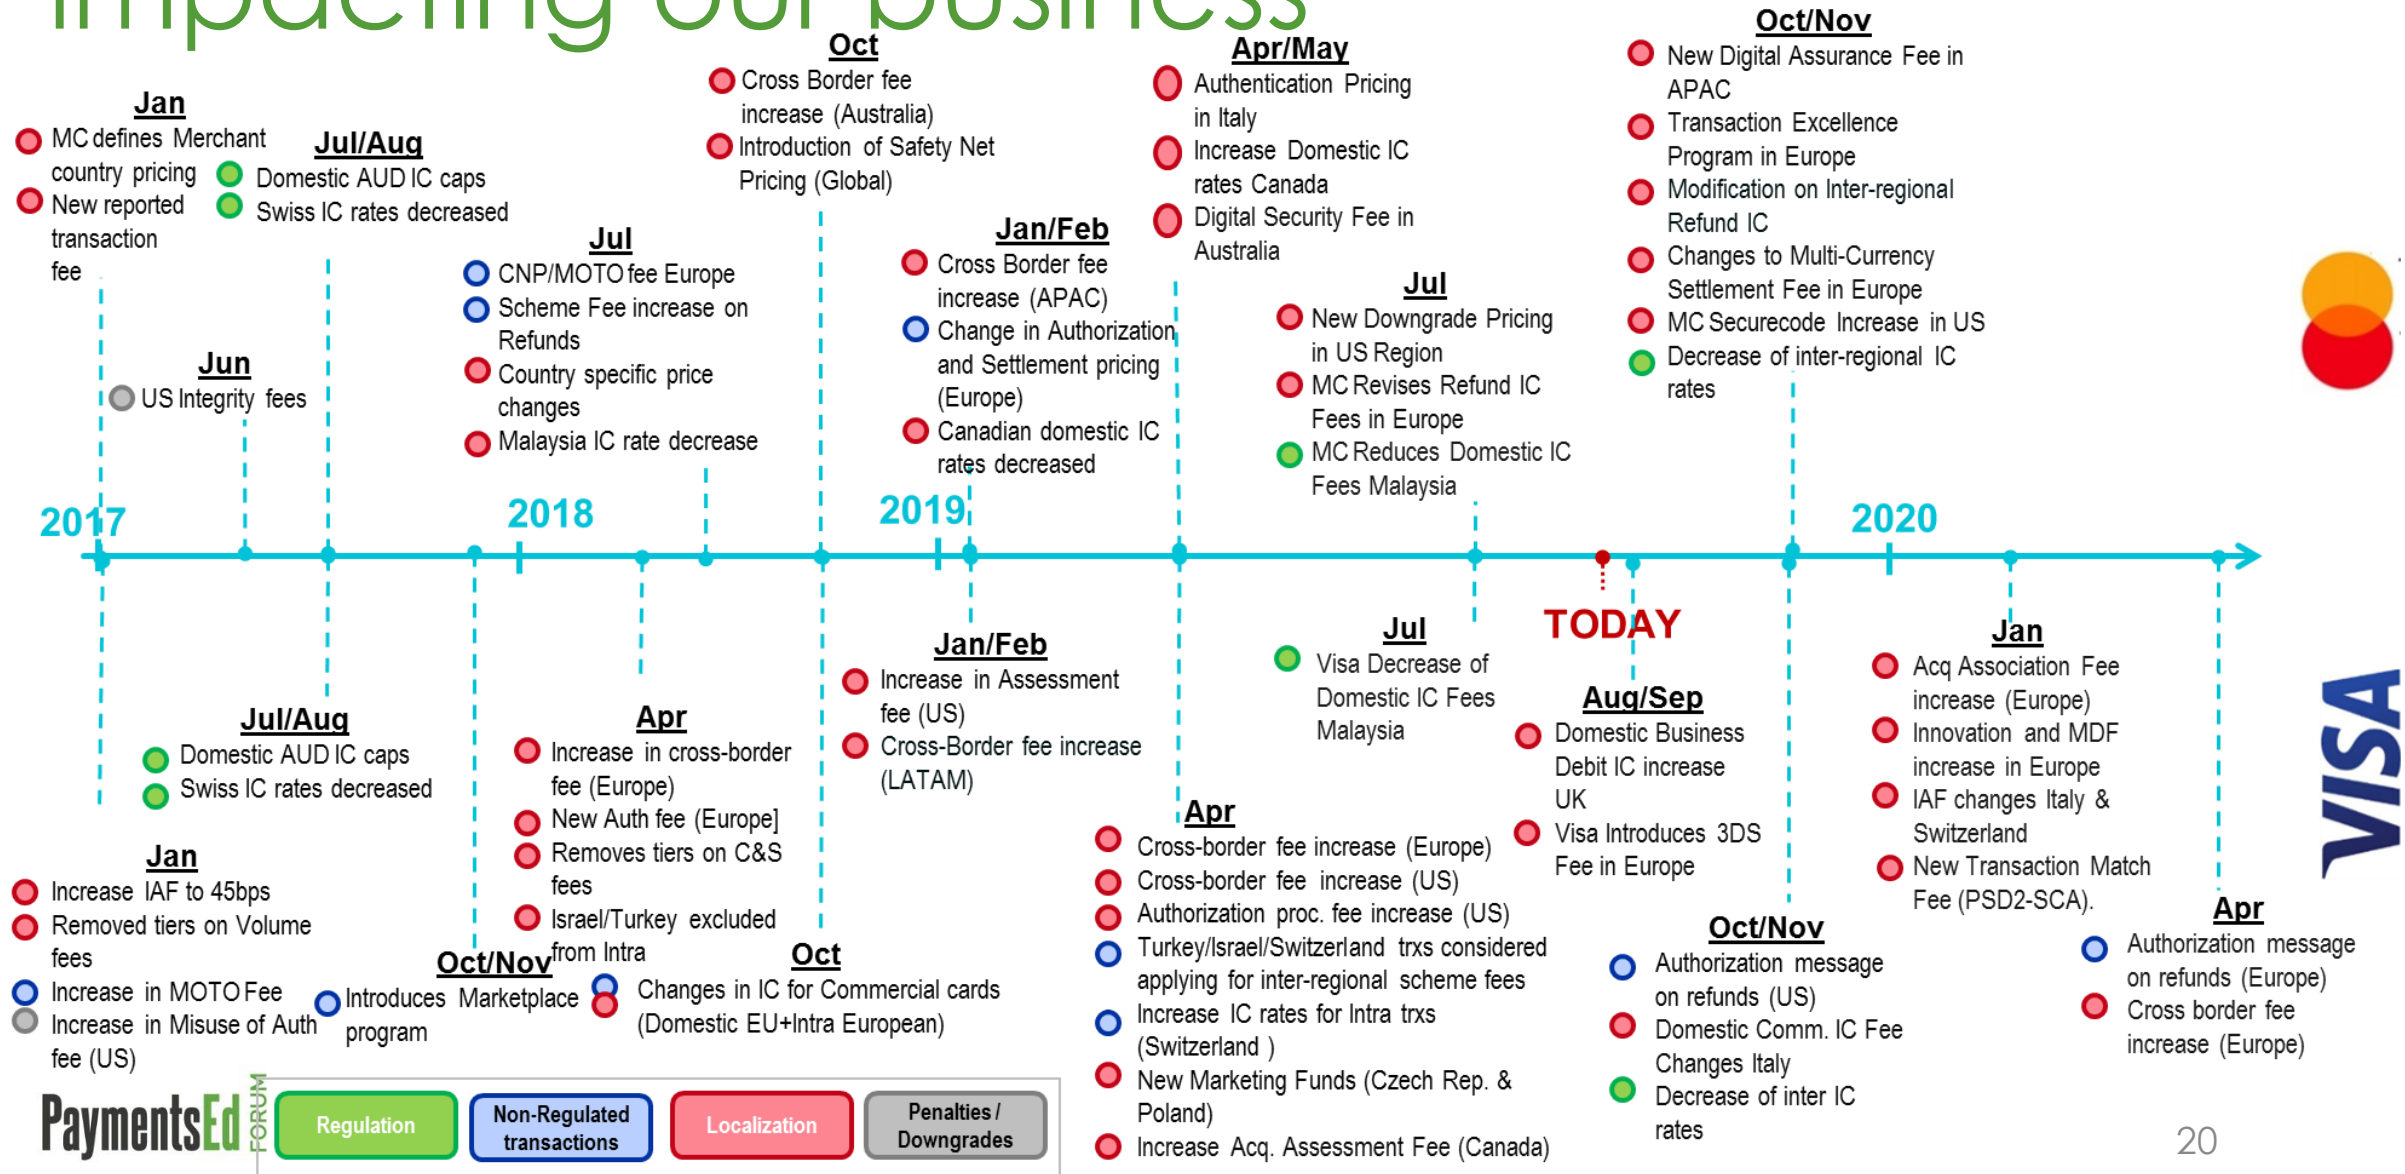 impacting our business
Jan
MC defines Merchant
country pricing
New reported
transaction
fee
Jul/Aug
Domestic AUD IC caps
Swiss IC rates decreased
Jun
US Integrity fees
Jul
CNP/MOTO fee Europe
Scheme Fee increase on
Refunds
Country specific price
changes
Malaysia IC rate decrease
Oct
Cross Border fee
increase (Australia)
Introduction of Safety Net
Pricing (Global)
Jan/Feb
Cross Border fee
increase (APAC)
Change in Authorization
and Settlement pricing
(Europe)
Canadian domestic IC
rates decreased
Apr/May
Authentication Pricing
in Italy
Increase Domestic IC
rates Canada
Digital Security Fee in
Australia
Jul
New Downgrade Pricing
in US Region
MC Revises Refund IC
Fees in Europe
MC Reduces Domestic IC
Fees Malaysia
Oct/Nov
New Digital Assurance Fee in
APAC
Transaction Excellence
Program in Europe
Modification on Inter-regional
Refund IC
Changes to Multi-Currency
Settlement Fee in Europe
MC Securecode Increase in US
Decrease of inter-regional IC
rates
2017
2018
2019
2020
TODAY
Jan
Increase IAF to 45bps
Removed tiers on Volume
fees
Increase in MOTO Fee
Increase in Misuse of Auth
fee (US)
Jul/Aug
Domestic AUD IC caps
Swiss IC rates decreased
Oct/Nov
Introduces Marketplace
program
Apr
Increase in cross-border
fee (Europe)
New Auth fee (Europe]
Removes tiers on C&S
fees
Israel/Turkey excluded
from Intra
Oct
Changes in IC for Commercial cards
(Domestic EU+Intra European)
Jan/Feb
Increase in Assessment
fee (US)
Cross-Border fee increase
(LATAM)
Apr
Cross-border fee increase (Europe)
Cross-border fee increase (US)
Authorization proc. fee increase (US)
Turkey/Israel/Switzerland trxs considered
applying for inter-regional scheme fees
Increase IC rates for Intra trxs
(Switzerland )
New Marketing Funds (Czech Rep. &
Poland)
Increase Acq. Assessment Fee (Canada)
Jul
Visa Decrease of
Domestic IC Fees
Malaysia
Aug/Sep
Domestic Business
Debit IC increase
UK
Visa Introduces 3DS
Fee in Europe
Oct/Nov
Authorization message
on refunds (US)
Domestic Comm. IC Fee
Changes Italy
Decrease of inter IC
rates
Jan
Acq Association Fee
increase (Europe)
Innovation and MDF
increase in Europe
IAF changes Italy &
Switzerland
New Transaction Match
Fee (PSD2-SCA).
Apr
Authorization message
on refunds (Europe)
Cross border fee
increase (Europe)
VISA
PaymentsEd
FORUM
Regulation
Non-Regulated
transactions
Localization
Penalties /
Downgrades
20